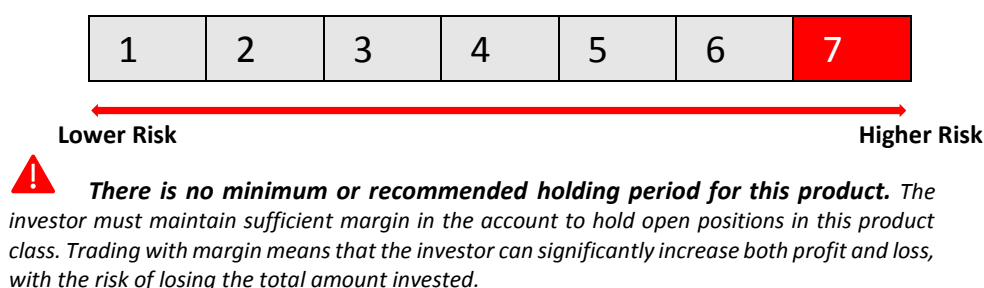 1 2 3 4 5 6 7
Lower Risk Higher Risk
! There is no minimum or recommended holding period for this product. The
investor must maintain sufficient margin in the account to hold open positions in this product
class. Trading with margin means that the investor can significantly increase both profit and loss,
with the risk of losing the total amount invested.